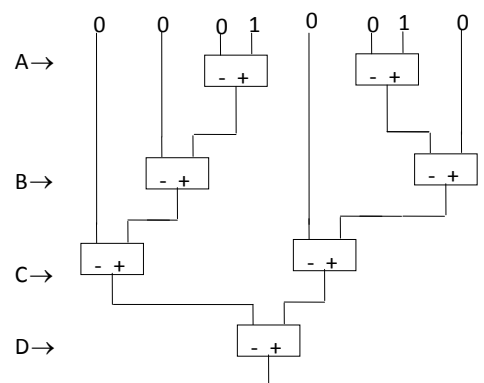 0 0 0 1 0 0 1 0
A→ - + - +
B→ - + - +
C→ - + - +
D→ - +